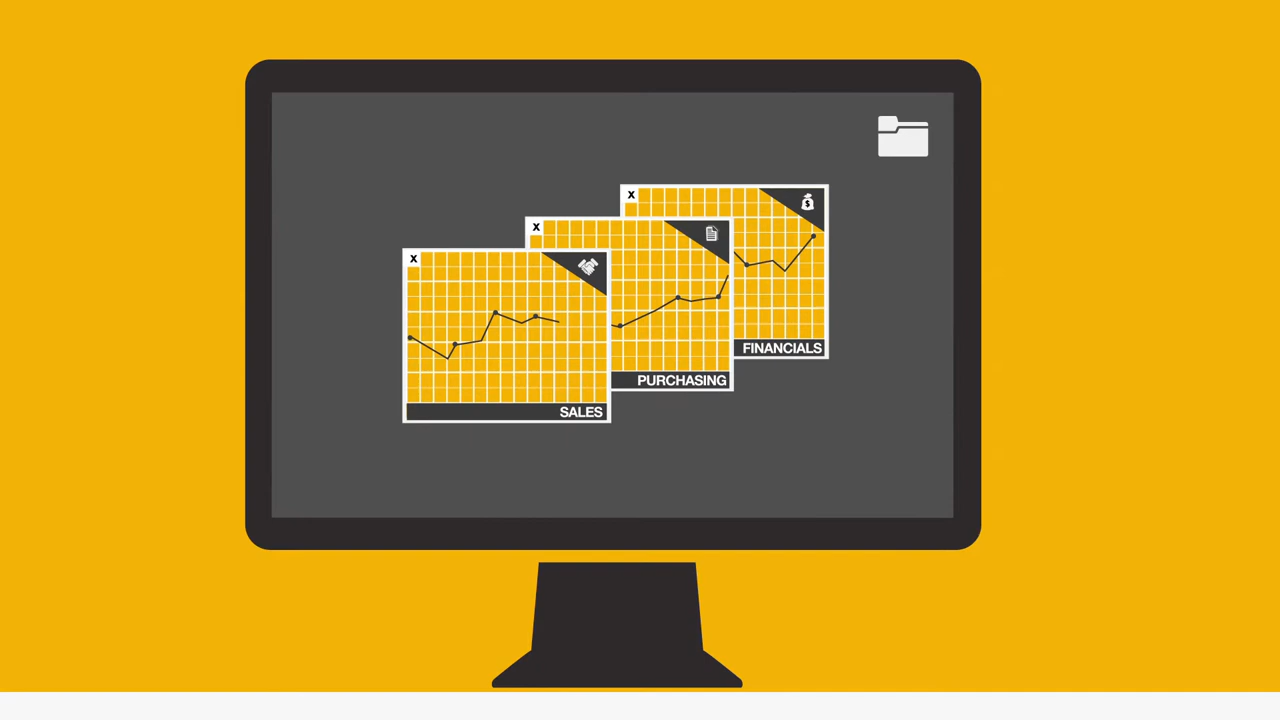 X
$
FINANCIALS
X
PURCHASING
X
SALES